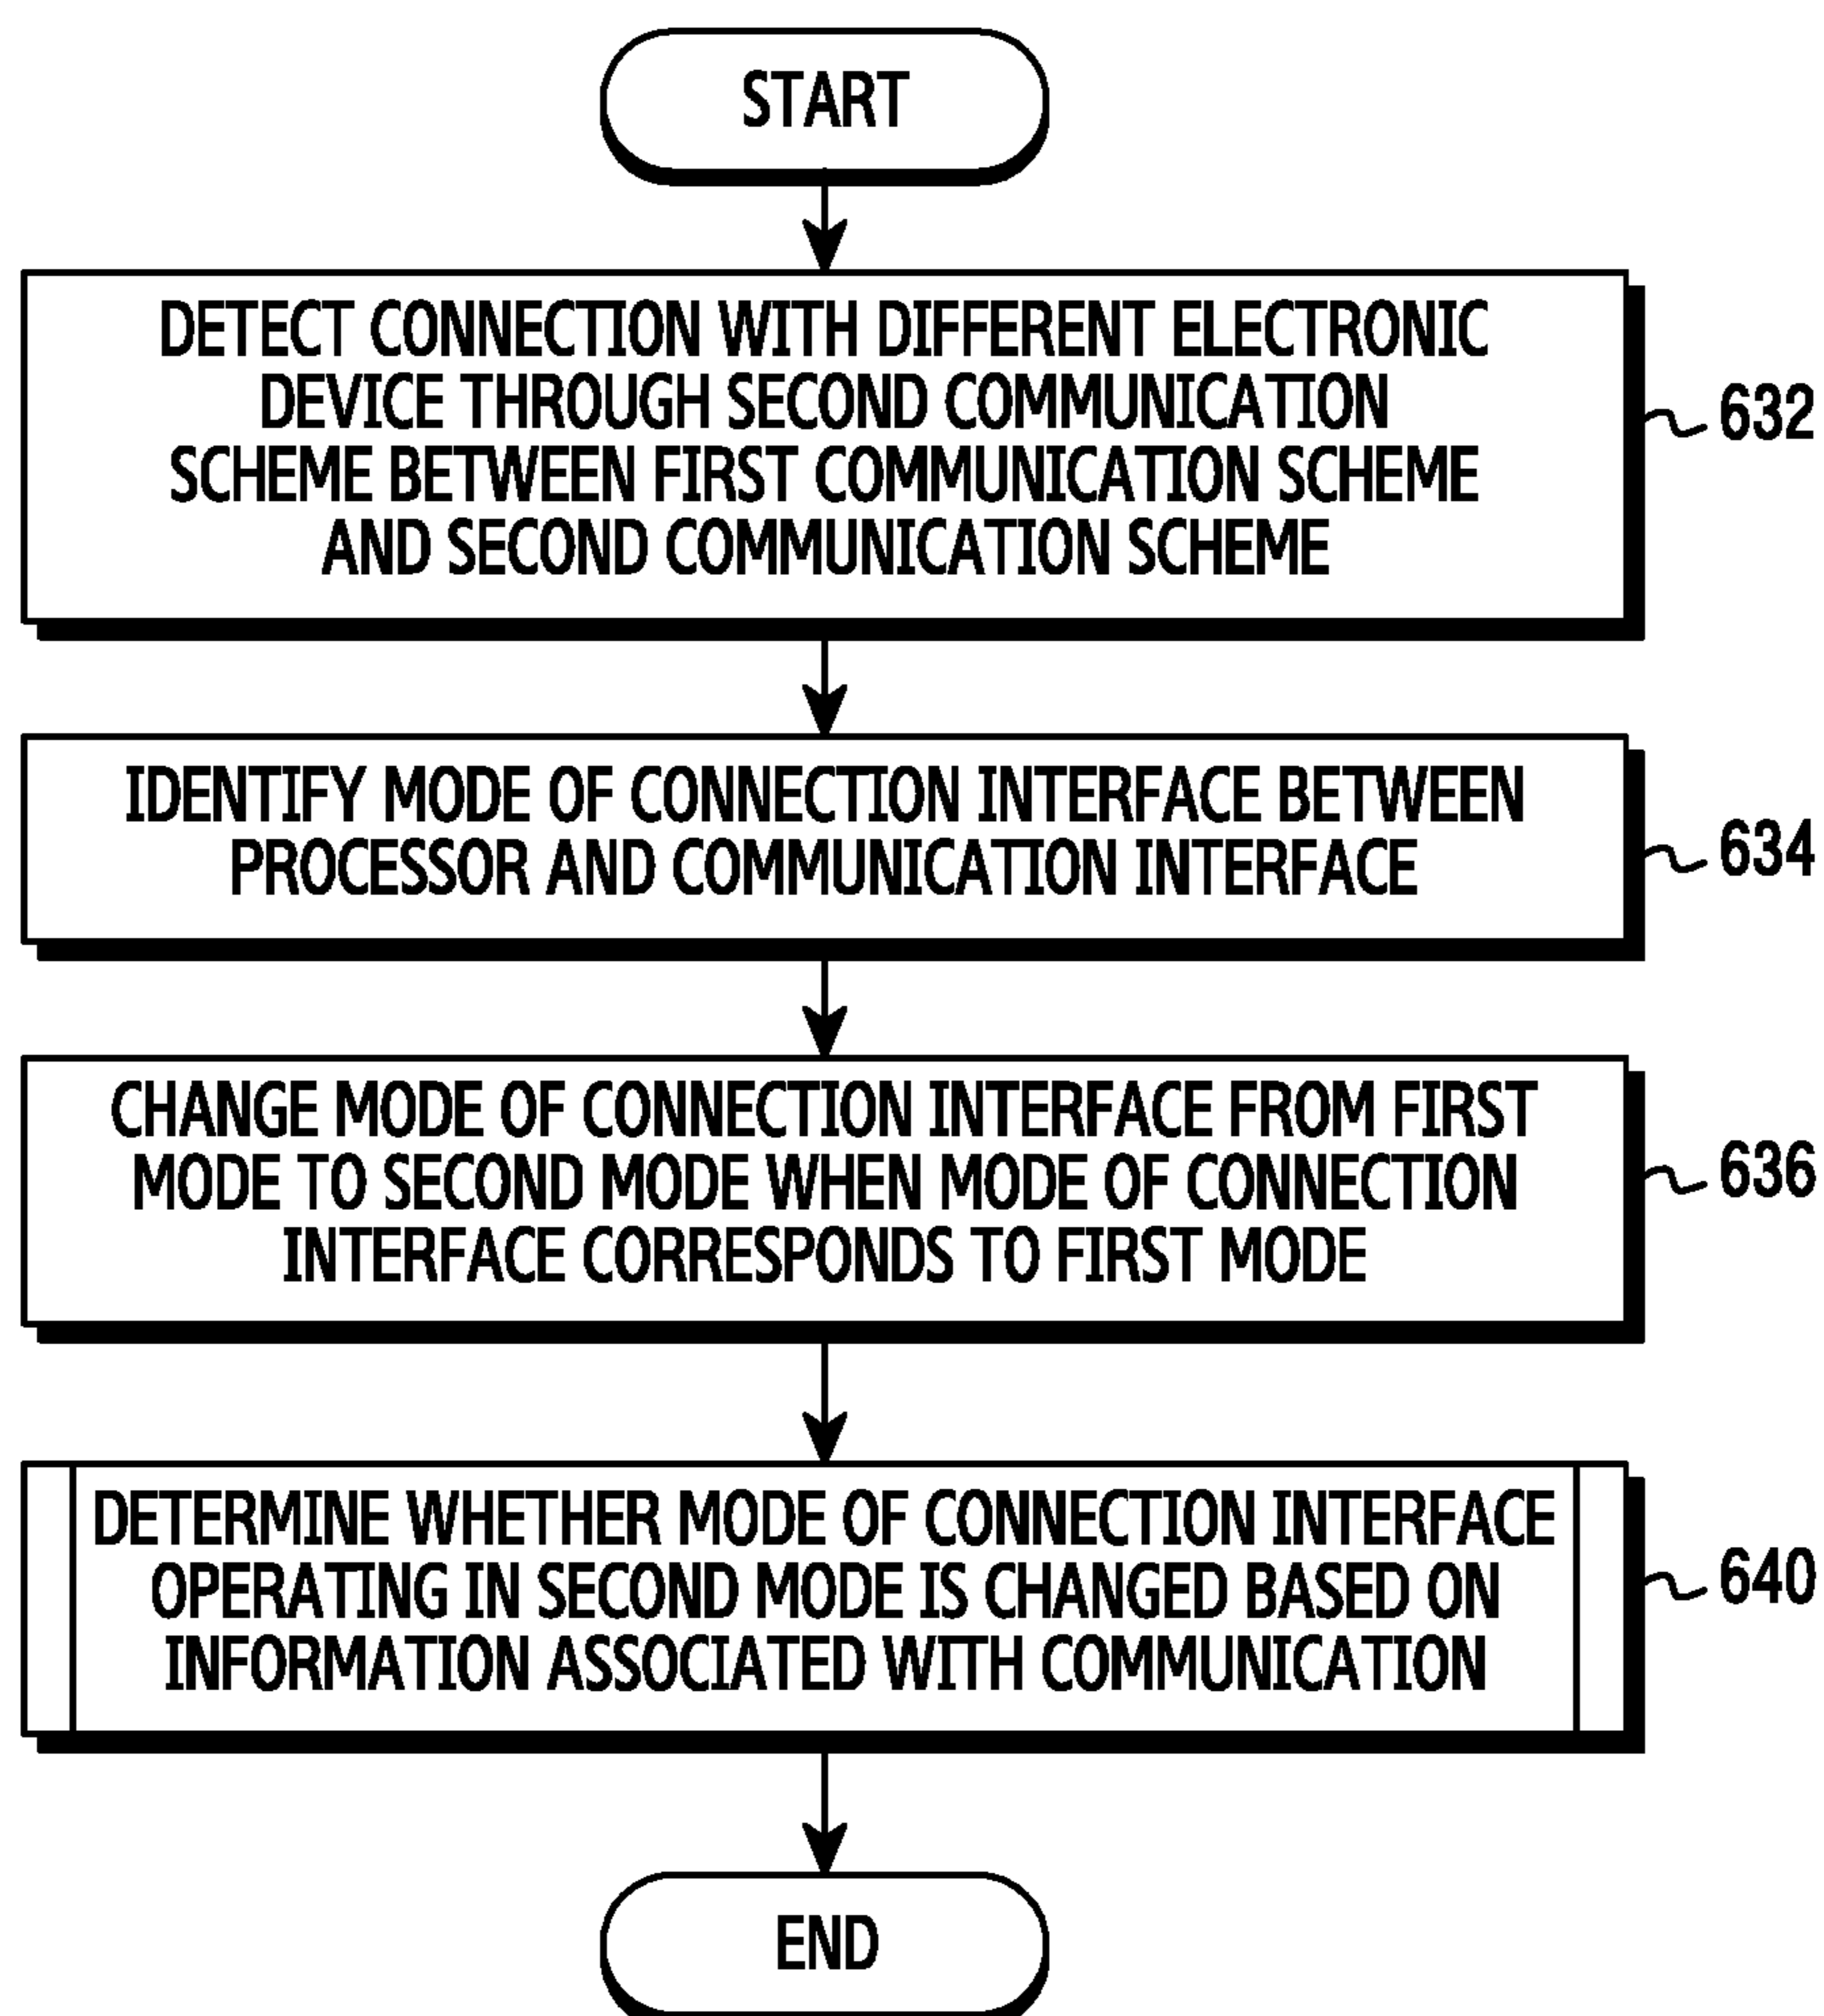 START
DETECT CONNECTION WITH DIFFERENT ELECTRONIC
DEVICE THROUGH SECOND COMMUNICATION
SCHEME BETWEEN FIRST COMMUNICATION SCHEME
AND SECOND COMMUNICATION SCHEME
632
IDENTIFY MODE OF CONNECTION INTERFACE BETWEEN
PROCESSOR AND COMMUNICATION INTERFACE
634
CHANGE MODE OF CONNECTION INTERFACE FROM FIRST
MODE TO SECOND MODE WHEN MODE OF CONNECTION
INTERFACE CORRESPONDS TO FIRST MODE
636
DETERMINE WHETHER MODE OF CONNECTION INTERFACE
OPERATING IN SECOND MODE IS CHANGED BASED ON
INFORMATION ASSOCIATED WITH COMMUNICATION
640
END